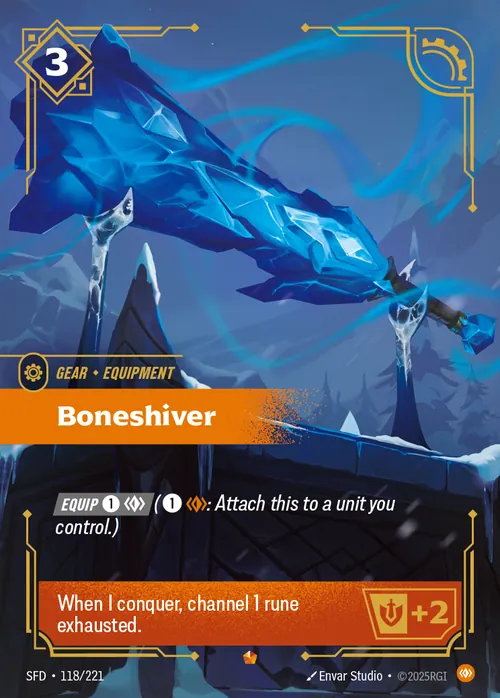 3
GEAR • EQUIPMENT
Boneshiver
EQUIP 1 (1 : Attach this to a unit you
control.)
When I conquer, channel 1 rune
exhausted.
+2
SFD • 118/221
Envar Studio • ©2025RGI